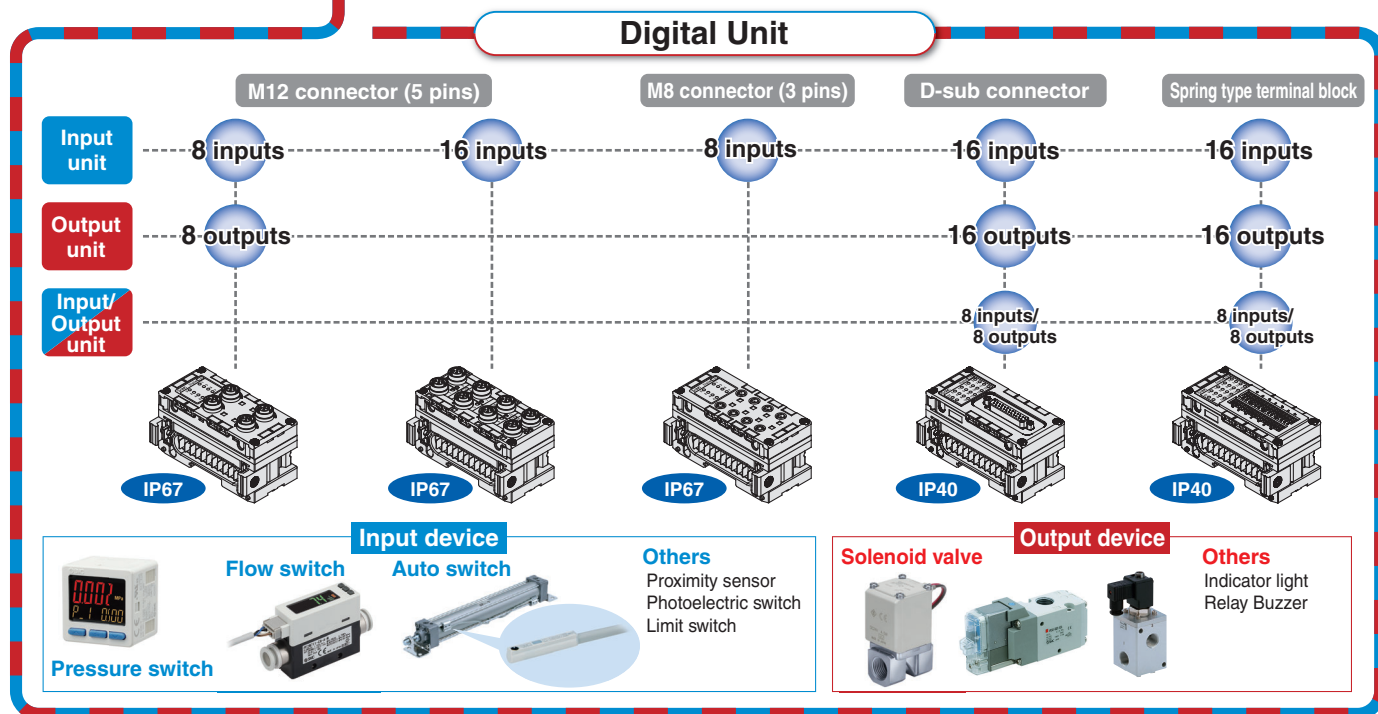 Digital Unit
M12 connector (5 pins)
M8 connector (3 pins)
D-sub connector
Spring type terminal block
Input
unit
8 inputs
16 inputs
8 inputs
16 inputs
16 inputs
Output
unit
8 outputs
16 outputs
16 outputs
Input/
Output
unit
8 inputs/
8 outputs
8 inputs/
8 outputs
IP67
IP67
IP67
IP40
IP40
Input device
Pressure switch
Flow switch
Auto switch
Others
Proximity sensor
Photoelectric switch
Limit switch
Output device
Solenoid valve
Others
Indicator light
Relay Buzzer